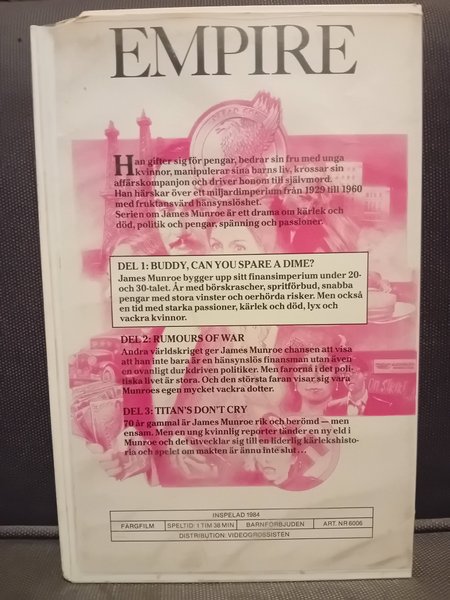 EMPIRE
Han gifter sig för pengar, bedrar sin fru med unga
kvinnor, manipulerar sina barns liv, krossar sin
affärskompanjon och driver honom till självmord.
Han härskar över ett miljardimperium från 1929 till 1960
med fruktansvärd hänsynslöshet.
Serien om James Munroe är ett drama om kärlek och
död, politik och pengar, spänning och passioner.
DEL 1: BUDDY, CAN YOU SPARE A DIME?
James Munroe bygger upp sitt finansimperium under 20-
och 30-talet. År med börskrascher, spritförbud, snabba
pengar med stora vinster och oerhörda risker. Men också
en tid med starka passioner, kärlek och död, lyx och
vackra kvinnor.
DEL 2: RUMOURS OF WAR
Andra världskriget ger James Munroe chansen att visa
att han inte bara är en hänsynslös finansman utan även
en ovanligt durkdriven politiker. Men farorna i det poli-
tiska livet är stora. Och den största faran visar sig vara
Munroes egen mycket vackra dotter.
DEL 3: TITAN'S DON'T CRY
70 år gammal är James Munroe rik och berömd — men
ensam. Men en ung kvinnlig reporter tänder en ny eld i
Munroe och det utvecklar sig till en liderlig kärlekshisto-
ria och spelet om makten är ännu inte slut . . .
INSPELAD 1984
FÄRGFILM SPELTID: 1 TIM 38 MIN BARNFÖRBJUDEN ART. NR 6006
DISTRIBUTION: VIDEOGROSSISTEN